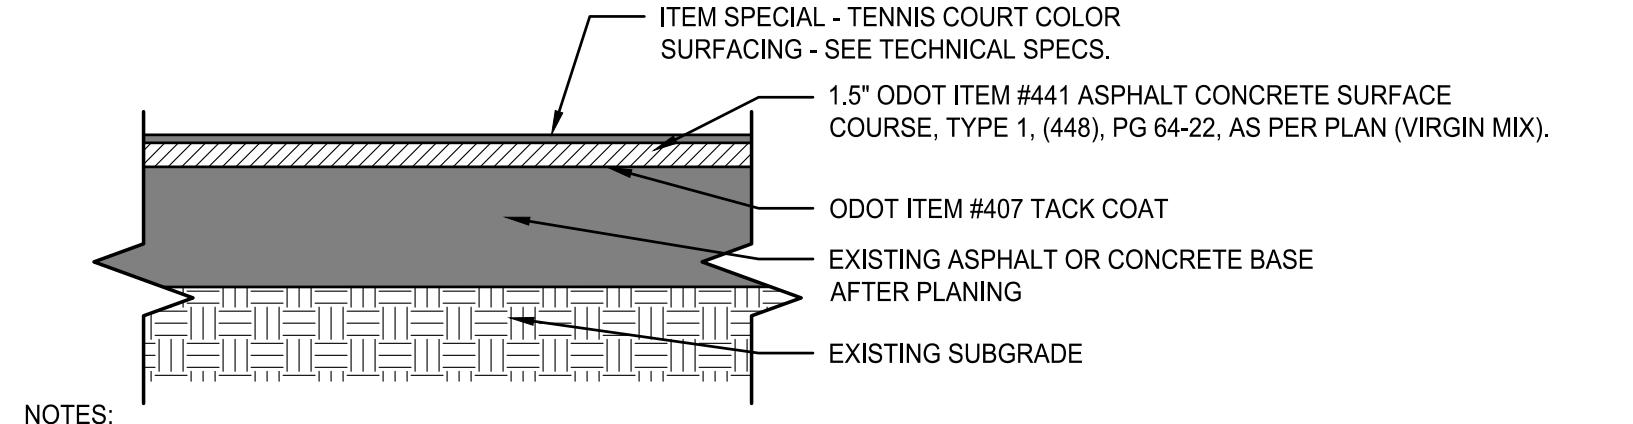 ITEM SPECIAL - TENNIS COURT COLOR
SURFACING - SEE TECHNICAL SPECS.
1.5" ODOT ITEM #441 ASPHALT CONCRETE SURFACE
COURSE, TYPE 1, (448), PG 64-22, AS PER PLAN (VIRGIN MIX).
ODOT ITEM #407 TACK COAT
EXISTING ASPHALT OR CONCRETE BASE
AFTER PLANING
EXISTING SUBGRADE
NOTES: